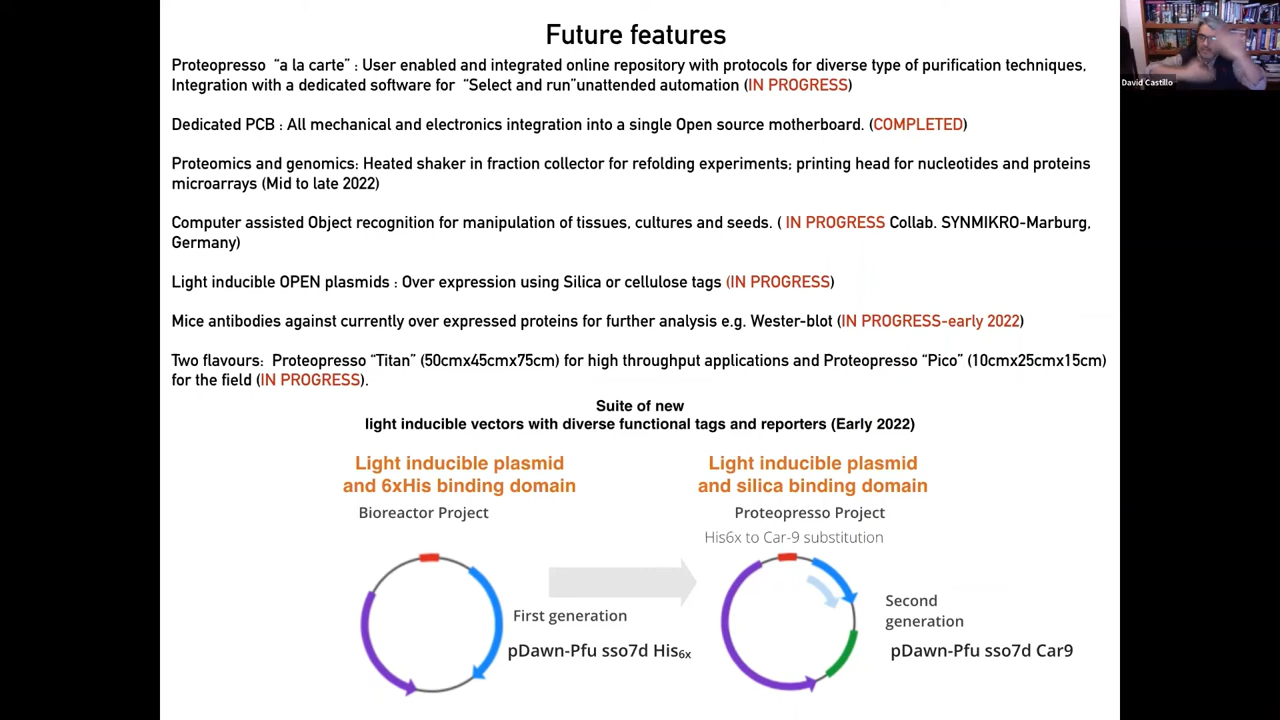 Future features
Proteopresso “a la carte” : User enabled and integrated online repository with protocols for diverse type of purification techniques,
Integration with a dedicated software for “Select and run”unattended automation (IN PROGRESS)
Dedicated PCB : All mechanical and electronics integration into a single Open source motherboard. (COMPLETED)
Proteomics and genomics: Heated shaker in fraction collector for refolding experiments; printing head for nucleotides and proteins
microarrays (Mid to late 2022)
Computer assisted Object recognition for manipulation of tissues, cultures and seeds. ( IN PROGRESS Collab. SYNMIKRO-Marburg,
Germany)
Light inducible OPEN plasmids : Over expression using Silica or cellulose tags (IN PROGRESS)
Mice antibodies against currently over expressed proteins for further analysis e.g. Wester-blot (IN PROGRESS-early 2022)
Two flavours: Proteopresso “Titan” (50cmx45cmx75cm) for high throughput applications and Proteopresso “Pico” (10cmx25cmx15cm)
for the field (IN PROGRESS).
Suite of new
light inducible vectors with diverse functional tags and reporters (Early 2022)
Light inducible plasmid
and 6xHis binding domain
Bioreactor Project
First generation
pDawn-Pfu sso7d His6x
Light inducible plasmid
and silica binding domain
Proteopresso Project
His6x to Car-9 substitution
Second
generation
pDawn-Pfu sso7d Car9
David Castillo